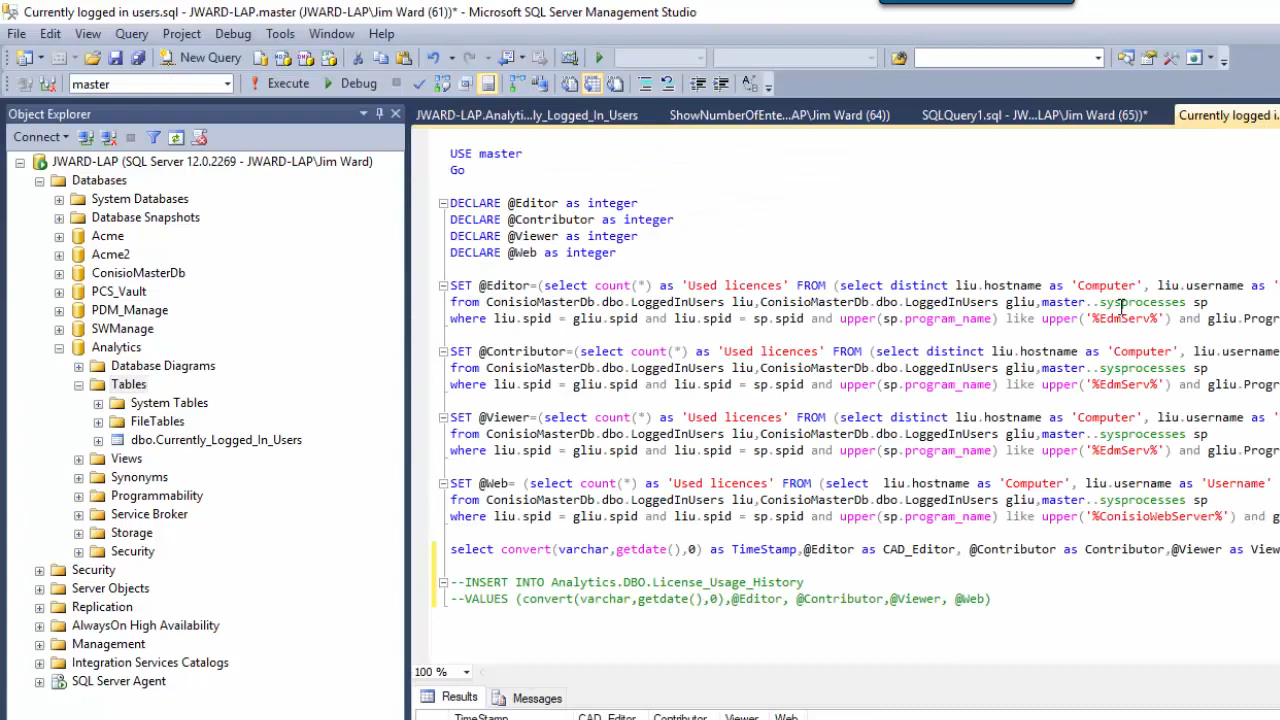 Currently logged in users.sql - JWARD-LAP.master (JWARD-LAP\Jim Ward (61))* - Microsoft SQL Server Management Studio
File Edit View Query Project Debug Tools Window Help
New Query
master Execute Debug
Object Explorer
JWARD-LAP.Analyti...ly_Logged_In_Users ShowNumberOfEnte...AP\Jim Ward (64)) SQLQuery1.sql - JW...LAP\Jim Ward (65))* Currently logged i...
Connect
JWARD-LAP (SQL Server 12.0.2269 - JWARD-LAP\Jim Ward)
Databases
System Databases
Database Snapshots
Acme
Acme2
ConisioMasterDb
PCS_Vault
PDM_Manage
SWManage
Analytics
Database Diagrams
Tables
System Tables
FileTables
dbo.Currently_Logged_In_Users
Views
Synonyms
Programmability
Service Broker
Storage
Security
Security
Server Objects
Replication
AlwaysOn High Availability
Management
Integration Services Catalogs
SQL Server Agent
USE master
Go
DECLARE @Editor as integer
DECLARE @Contributor as integer
DECLARE @Viewer as integer
DECLARE @Web as integer
SET @Editor=(select count(*) as 'Used licences' FROM (select distinct liu.hostname as 'Computer', liu.username as '
from ConisioMasterDb.dbo.LoggedInUsers liu,ConisioMasterDb.dbo.LoggedInUsers gliu,master..sysprocesses sp
where liu.spid = gliu.spid and liu.spid = sp.spid and upper(sp.program_name) like upper('%EdmServ%') and gliu.Progr
SET @Contributor=(select count(*) as 'Used licences' FROM (select distinct liu.hostname as 'Computer', liu.username
from ConisioMasterDb.dbo.LoggedInUsers liu,ConisioMasterDb.dbo.LoggedInUsers gliu,master..sysprocesses sp
where liu.spid = gliu.spid and liu.spid = sp.spid and upper(sp.program_name) like upper('%EdmServ%') and gliu.Progr
SET @Viewer=(select count(*) as 'Used licences' FROM (select distinct liu.hostname as 'Computer', liu.username as '
from ConisioMasterDb.dbo.LoggedInUsers liu,ConisioMasterDb.dbo.LoggedInUsers gliu,master..sysprocesses sp
where liu.spid = gliu.spid and liu.spid = sp.spid and upper(sp.program_name) like upper('%EdmServ%') and gliu.Progr
SET @Web= (select count(*) as 'Used licences' FROM (select liu.hostname as 'Computer', liu.username as 'Username'
from ConisioMasterDb.dbo.LoggedInUsers liu,ConisioMasterDb.dbo.LoggedInUsers gliu,master..sysprocesses sp
where liu.spid = gliu.spid and liu.spid = sp.spid and upper(sp.program_name) like upper('%ConisioWebServer%') and g
select convert(varchar,getdate(),0) as TimeStamp,@Editor as CAD_Editor, @Contributor as Contributor,@Viewer as View
--INSERT INTO Analytics.DBO.License_Usage_History
--VALUES (convert(varchar,getdate(),0),@Editor, @Contributor,@Viewer, @Web)
100 %
Results Messages
TimeStamp CAD_Editor Contributor Viewer Web